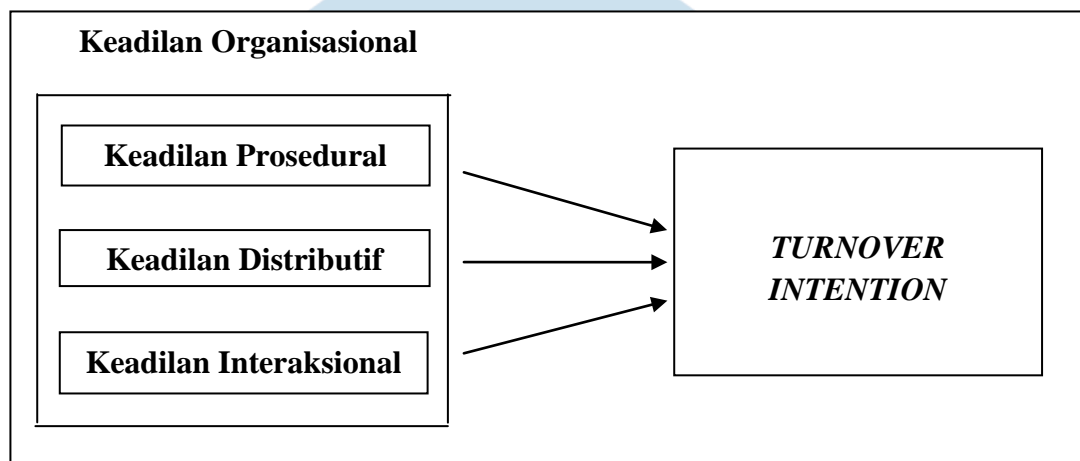 Keadilan Organisasional
Keadilan Prosedural
Keadilan Distributif
Keadilan Interaksional
TURNOVER
INTENTION